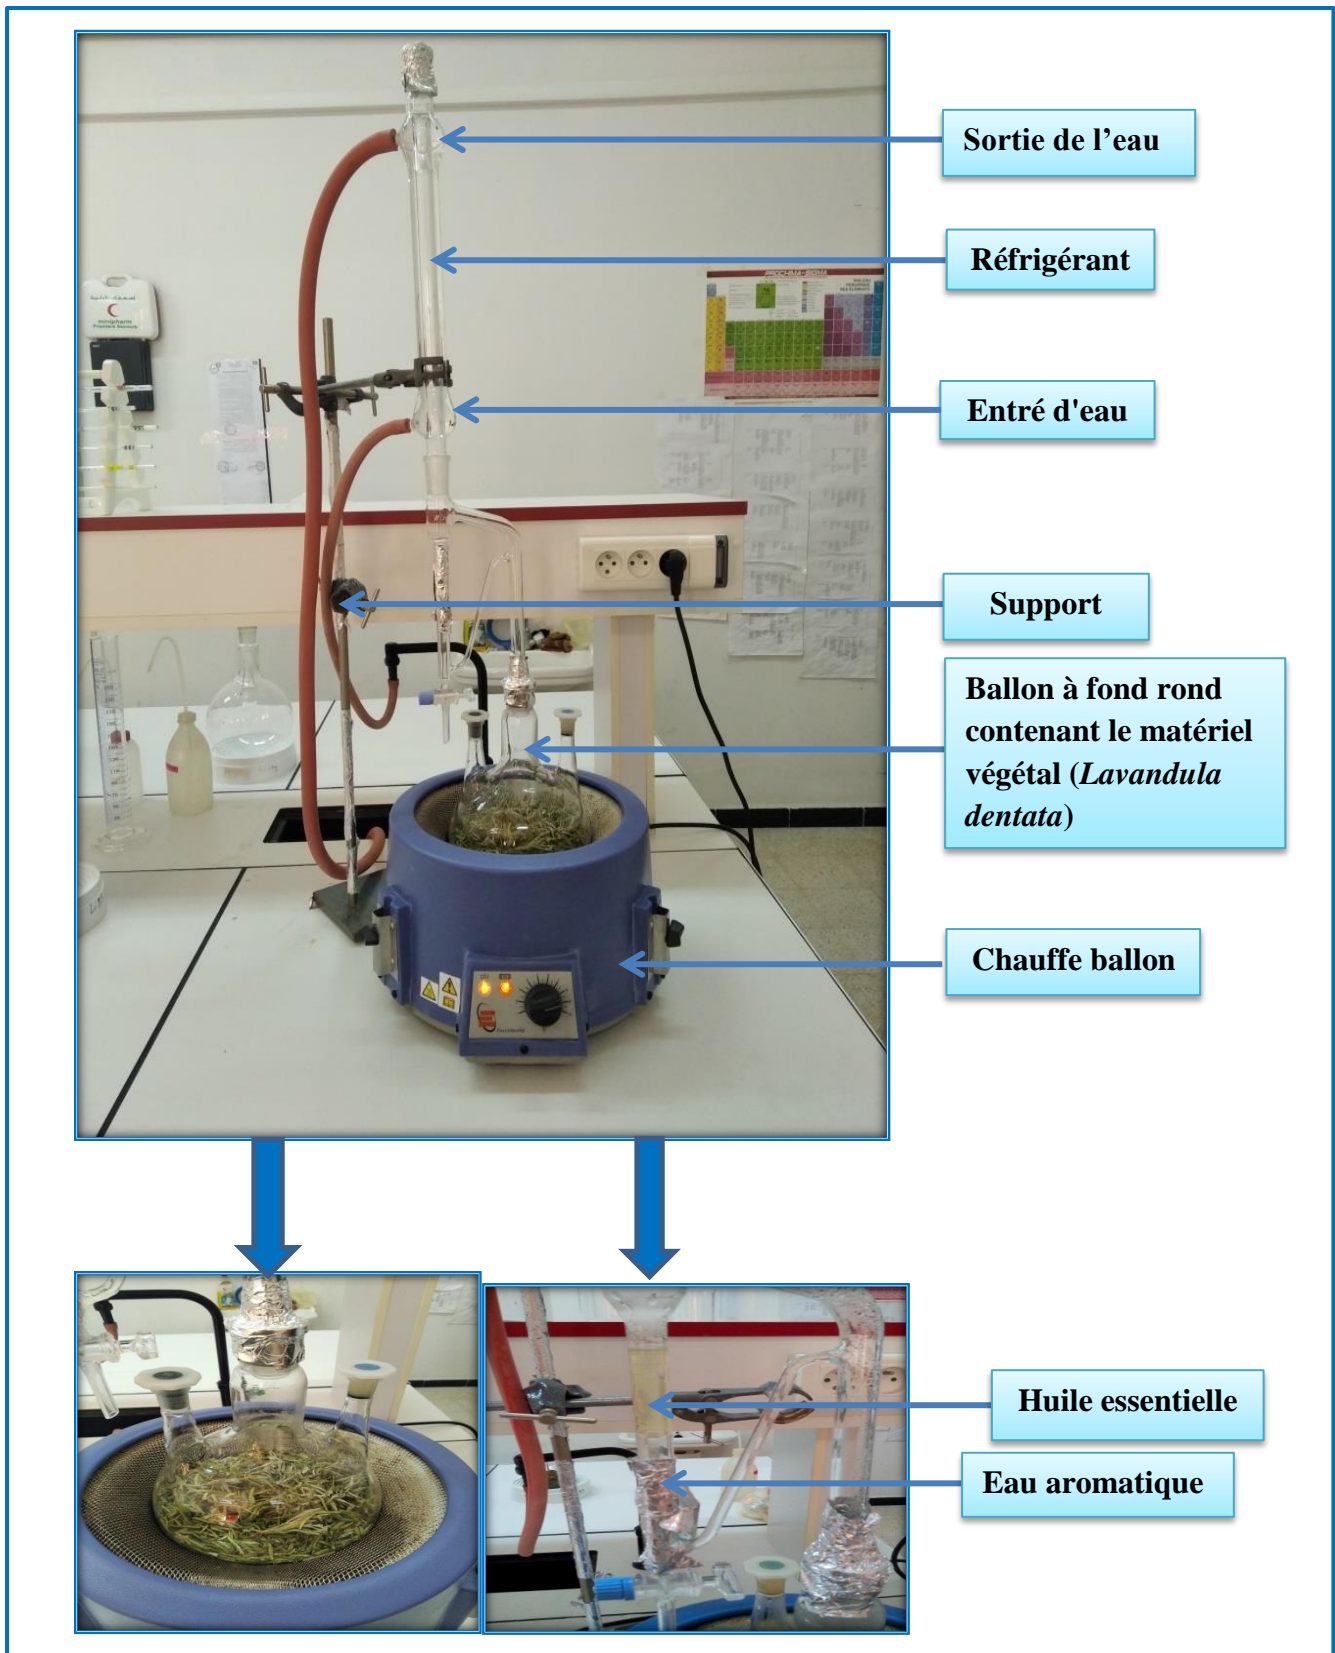 Sortie de l’eau
Réfrigérant
Entré d'eau
Support
Ballon à fond rond
contenant le matériel
végétal (Lavandula
dentata)
Chauffe ballon
Huile essentielle
Eau aromatique